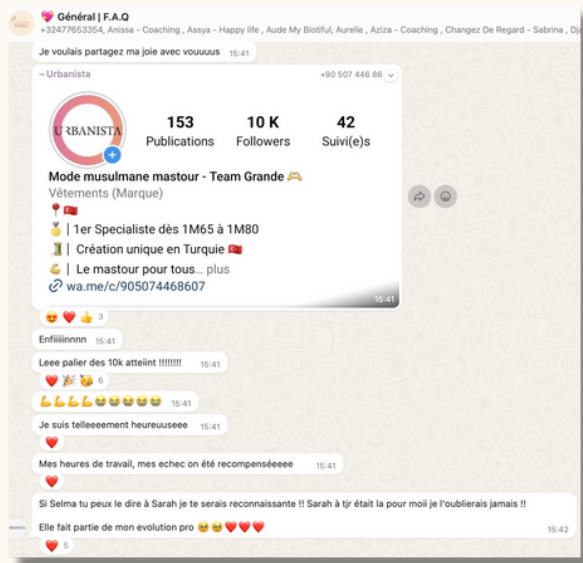 💖 Général | F.A.Q
+32477653354, Anissa - Coaching , Assya - Happy life , Aude My Biotiful, Aurelie , Aziza - Coaching , Changez De Regard - Sabrina , Dja
Je voulais partagez ma joie avec vouuuus 15:41
~Urbanista +90 507 446 86
URBANISTA
153 10 K 42
Publications Followers Suivi(e)s
Mode musulmane mastour - Team Grande 🫶
Vêtements (Marque)
📍🇹🇷
🥇 | 1er Specialiste dès 1M65 à 1M80
🧵 | Création unique en Turquie 🇹🇷
💪 | Le mastour pour tous... plus
🔗 wa.me/c/905074468607
15:41
😍 ❤️ 👍 3
Enfiiiiinnnn 15:41
Leee palier des 10k atteiint !!!!!!!! 15:41
❤️ 🎉 🥳 6
💪💪💪💪😭😭😭😭😭 15:41
Je suis telleeeement heureuuseee 15:41
❤️
Mes heures de travail, mes echec on été recompenséeeee 15:41
❤️
Si Selma tu peux le dire à Sarah je te serais reconnaissante !! Sarah à tjr était la pour moii je l'oublierais jamais !!
Elle fait partie de mon evolution pro 🥹🥹❤️❤️❤️ 15:42
❤️ 5